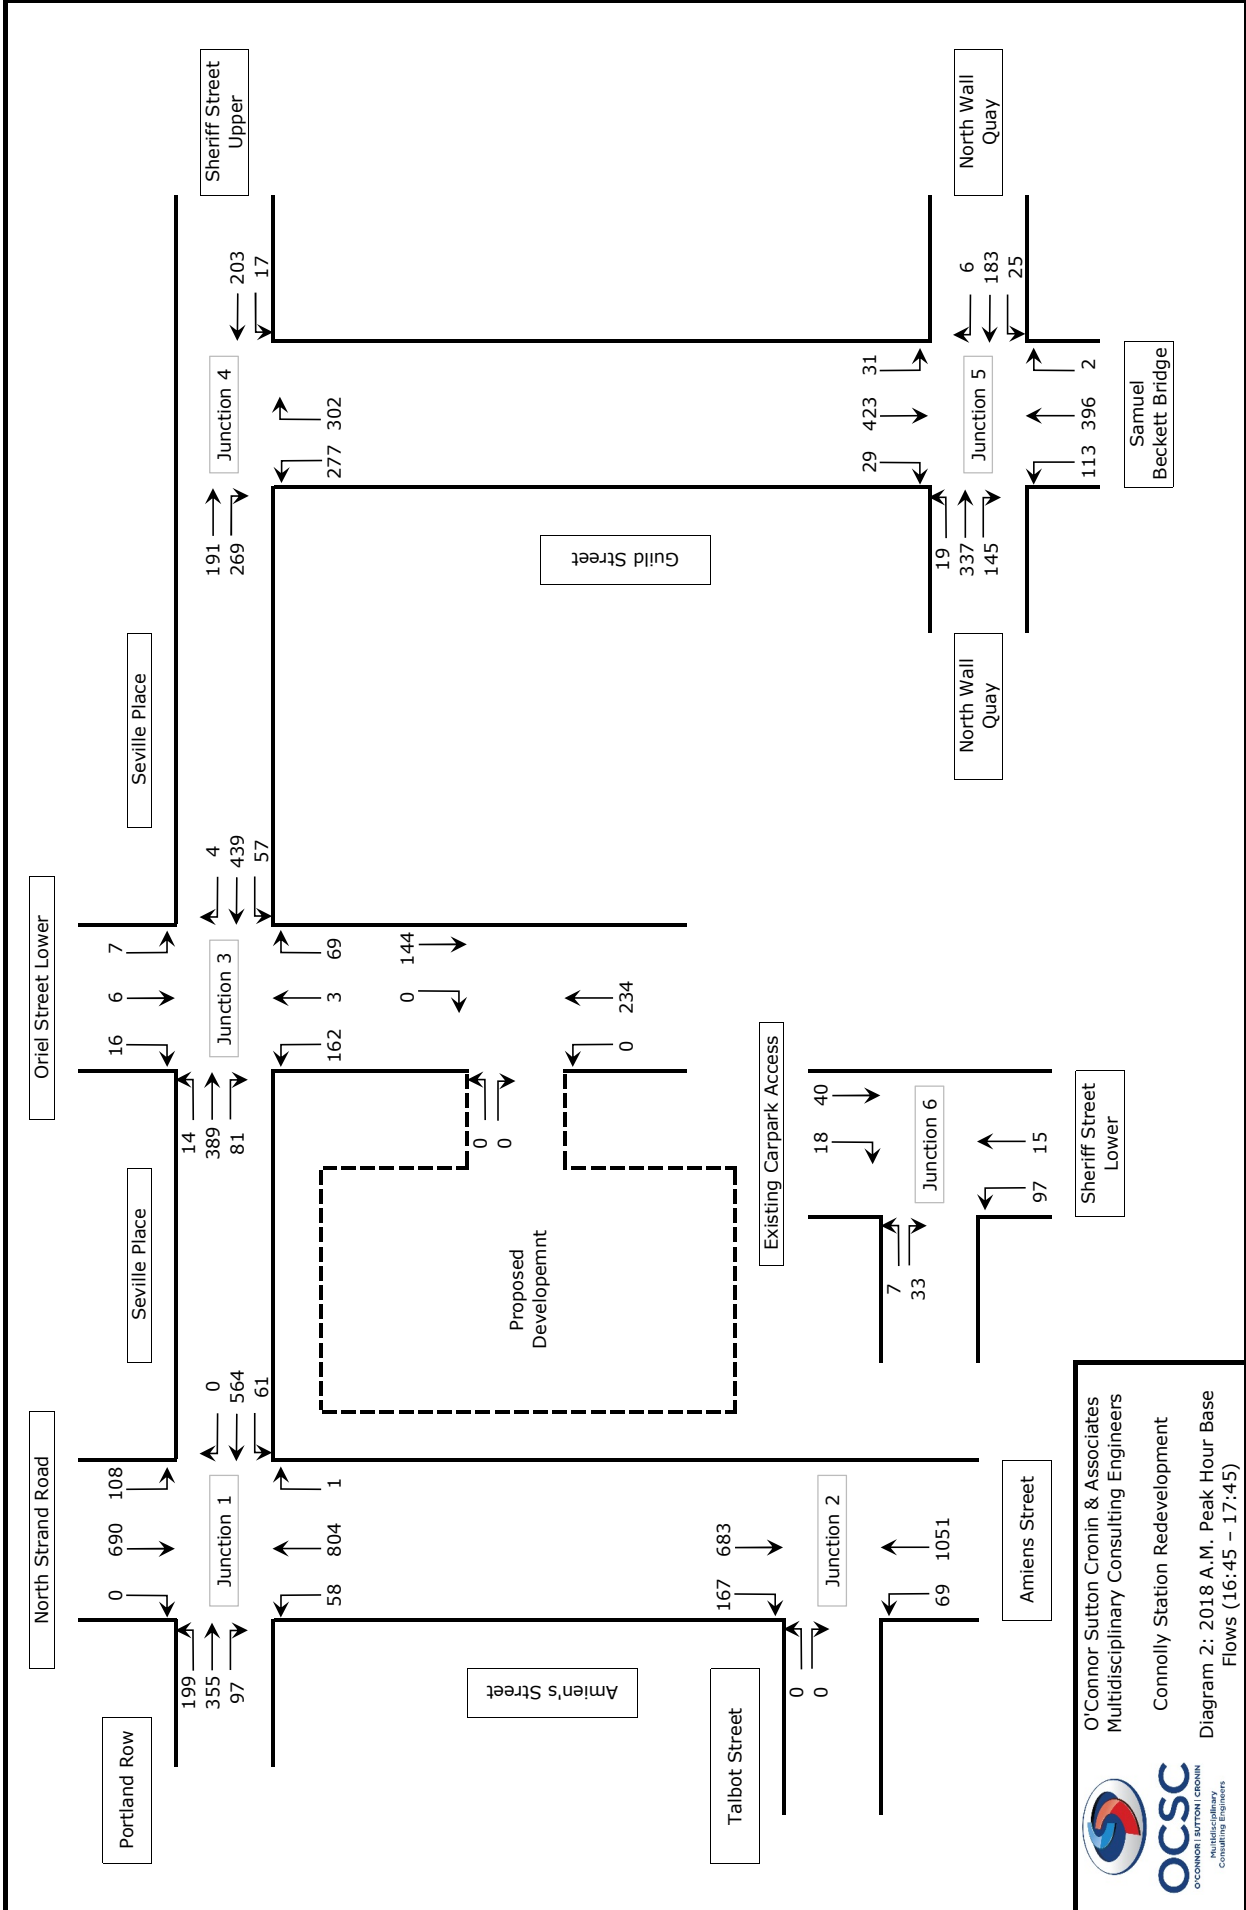 North Strand Road
Oriel Street Lower
Portland Row
Seville Place
Seville Place
Sheriff Street
Upper
0
690
108
199
355
97
Junction 1
0
564
61
58
804
1
16
6
7
14
389
81
Junction 3
4
439
57
162
3
69
191
269
Junction 4
203
17
277
302
0
144
0
0
0
234
Proposed
Developemnt
Amien's Street
Guild Street
Talbot Street
167
683
0
0
Junction 2
69
1051
Amiens Street
Existing Carpark Access
18
40
7
33
Junction 6
97
15
Sheriff Street
Lower
29
423
31
North Wall
Quay
19
337
145
Junction 5
6
183
25
North Wall
Quay
113
396
2
Samuel
Beckett Bridge
OCSC
O'CONNOR | SUTTON | CRONIN
Multidisciplinary
Consulting Engineers
O'Connor Sutton Cronin & Associates
Multidisciplinary Consulting Engineers
Connolly Station Redevelopment
Diagram 2: 2018 A.M. Peak Hour Base
Flows (16:45 – 17:45)